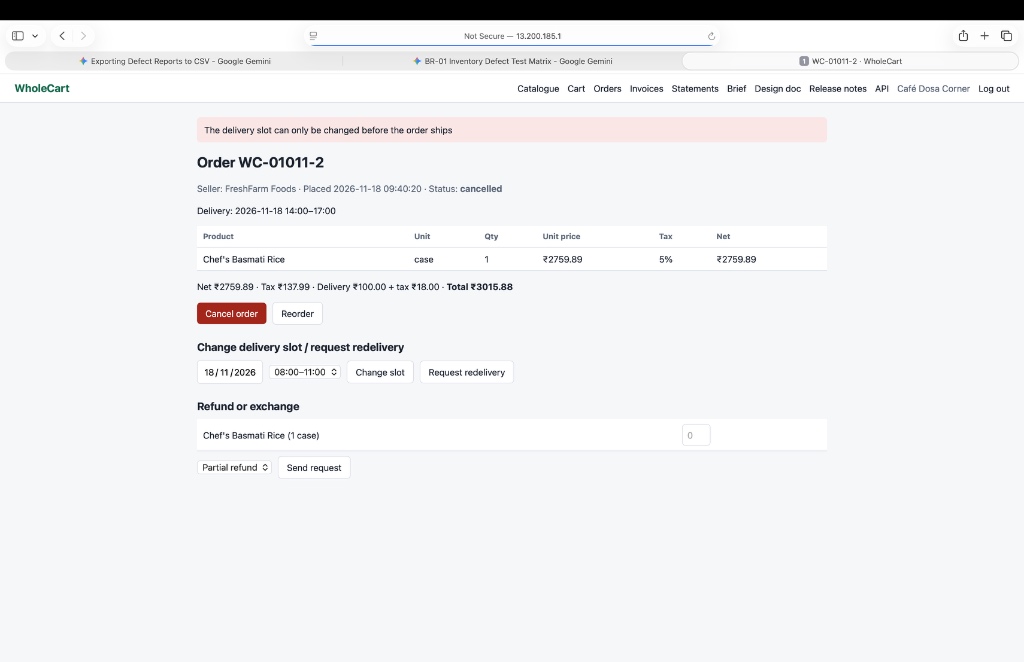 Not Secure — 13.200.185.1
Exporting Defect Reports to CSV - Google Gemini
BR-01 Inventory Defect Test Matrix - Google Gemini
1 WC-01011-2 · WholeCart
WholeCart
Catalogue Cart Orders Invoices Statements Brief Design doc Release notes API Café Dosa Corner Log out
The delivery slot can only be changed before the order ships
Order WC-01011-2
Seller: FreshFarm Foods · Placed 2026-11-18 09:40:20 · Status: cancelled
Delivery: 2026-11-18 14:00–17:00
Product Unit Qty Unit price Tax Net
Chef's Basmati Rice case 1 ₹2759.89 5% ₹2759.89
Net ₹2759.89 · Tax ₹137.99 · Delivery ₹100.00 + tax ₹18.00 · Total ₹3015.88
Cancel order Reorder
Change delivery slot / request redelivery
18/11/2026 08:00–11:00 Change slot Request redelivery
Refund or exchange
Chef's Basmati Rice (1 case) 0
Partial refund Send request